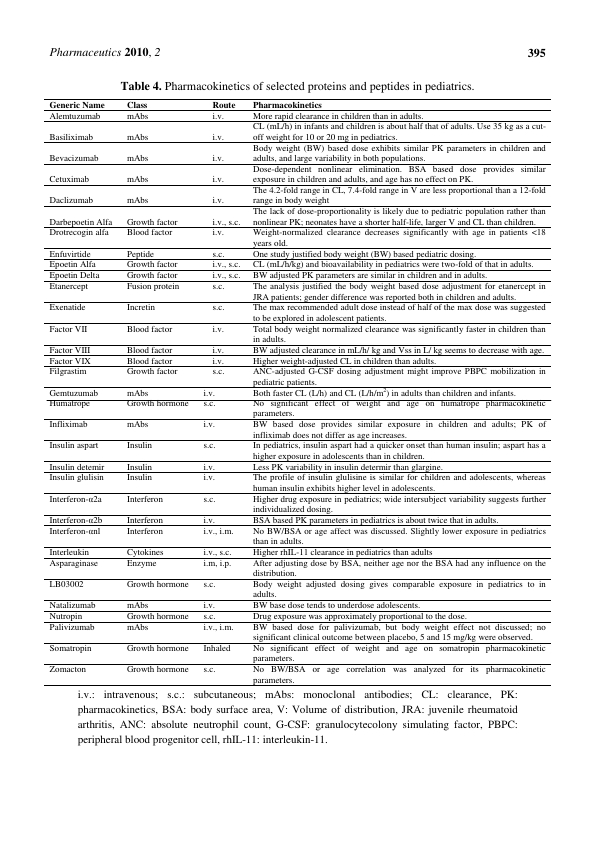 Pharmaceutics 2010, 2 395
Table 4. Pharmacokinetics of selected proteins and peptides in pediatrics.
Generic Name Class Route Pharmacokinetics
Alemtuzumab mAbs i.v. More rapid clearance in children than in adults.
CL (mL/h) in infants and children is about half that of adults. Use 35 kg as a cut-
Basiliximab mAbs i.v. off weight for 10 or 20 mg in pediatrics.
Body weight (BW) based dose exhibits similar PK parameters in children and
Bevacizumab mAbs i.v. adults, and large variability in both populations.
Dose-dependent nonlinear elimination. BSA based dose provides similar
Cetuximab mAbs i.v. exposure in children and adults, and age has no effect on PK.
The 4.2-fold range in CL, 7.4-fold range in V are less proportional than a 12-fold
Daclizumab mAbs i.v. range in body weight
The lack of dose-proportionality is likely due to pediatric population rather than
Darbepoetin Alfa Growth factor i.v., s.c. nonlinear PK; neonates have a shorter half-life, larger V and CL than children.
Drotrecogin alfa Blood factor i.v. Weight-normalized clearance decreases significantly with age in patients <18
years old.
Enfuvirtide Peptide s.c. One study justified body weight (BW) based pediatric dosing.
Epoetin Alfa Growth factor i.v., s.c. CL (mL/h/kg) and bioavailability in pediatrics were two-fold of that in adults.
Epoetin Delta Growth factor i.v., s.c. BW adjusted PK parameters are similar in children and in adults.
Etanercept Fusion protein s.c. The analysis justified the body weight based dose adjustment for etanercept in
JRA patients; gender difference was reported both in children and adults.
Exenatide Incretin s.c. The max recommended adult dose instead of half of the max dose was suggested
to be explored in adolescent patients.
Factor VII Blood factor i.v. Total body weight normalized clearance was significantly faster in children than
in adults.
Factor VIII Blood factor i.v. BW adjusted clearance in mL/h/ kg and Vss in L/ kg seems to decrease with age.
Factor VIX Blood factor i.v. Higher weight-adjusted CL in children than adults.
Filgrastim Growth factor s.c. ANC-adjusted G-CSF dosing adjustment might improve PBPC mobilization in
pediatric patients.
Gemtuzumab mAbs i.v. Both faster CL (L/h) and CL (L/h/m²) in adults than children and infants.
Humatrope Growth hormone s.c. No significant effect of weight and age on humatrope pharmacokinetic
parameters.
Infliximab mAbs i.v. BW based dose provides similar exposure in children and adults; PK of
infliximab does not differ as age increases.
Insulin aspart Insulin s.c. In pediatrics, insulin aspart had a quicker onset than human insulin; aspart has a
higher exposure in adolescents than in children.
Insulin detemir Insulin i.v. Less PK variability in insulin determir than glargine.
Insulin glulisin Insulin i.v. The profile of insulin glulisine is similar for children and adolescents, whereas
human insulin exhibits higher level in adolescents.
Interferon-α2a Interferon s.c. Higher drug exposure in pediatrics; wide intersubject variability suggests further
individualized dosing.
Interferon-α2b Interferon i.v. BSA based PK parameters in pediatrics is about twice that in adults.
Interferon-αnl Interferon i.v., i.m. No BW/BSA or age affect was discussed. Slightly lower exposure in pediatrics
than in adults.
Interleukin Cytokines i.v., s.c. Higher rhIL-11 clearance in pediatrics than adults
Asparaginase Enzyme i.m, i.p. After adjusting dose by BSA, neither age nor the BSA had any influence on the
distribution.
LB03002 Growth hormone s.c. Body weight adjusted dosing gives comparable exposure in pediatrics to in
adults.
Natalizumab mAbs i.v. BW base dose tends to underdose adolescents.
Nutropin Growth hormone s.c. Drug exposure was approximately proportional to the dose.
Palivizumab mAbs i.v., i.m. BW based dose for palivizumab, but body weight effect not discussed; no
significant clinical outcome between placebo, 5 and 15 mg/kg were observed.
Somatropin Growth hormone Inhaled No significant effect of weight and age on somatropin pharmacokinetic
parameters.
Zomacton Growth hormone s.c. No BW/BSA or age correlation was analyzed for its pharmacokinetic
parameters.
i.v.: intravenous; s.c.: subcutaneous; mAbs: monoclonal antibodies; CL: clearance, PK:
pharmacokinetics, BSA: body surface area, V: Volume of distribution, JRA: juvenile rheumatoid
arthritis, ANC: absolute neutrophil count, G-CSF: granulocytecolony simulating factor, PBPC:
peripheral blood progenitor cell, rhIL-11: interleukin-11.